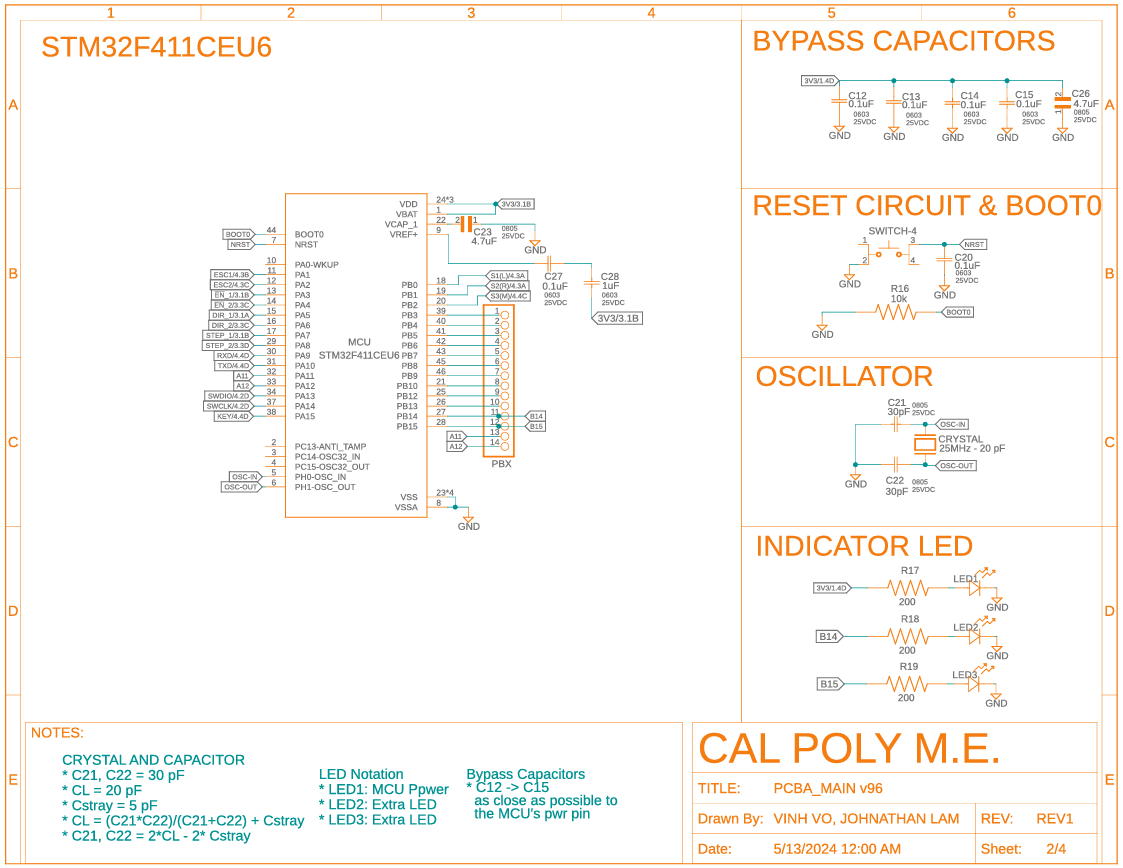 1 2 3 4 5 6
STM32F411CEU6
A
B
C
D
E
VDD 24*3 3V3/3.1B
VBAT 1
VCAP_1 22 2 1 C23 4.7uF 0805 25VDC GND
VREF+ 9
C27 0.1uF 0603 25VDC
C28 1uF 0603 25VDC
3V3/3.1B
BOOT0 44 BOOT0
NRST 7 NRST
10 PA0-WKUP
ESC1/4.3B 11 PA1
ESC2/4.3C 12 PA2
EN_1/3.1B 13 PA3
EN_2/3.3C 14 PA4
DIR_1/3.1A 15 PA5
DIR_2/3.3C 16 PA6
STEP_1/3.1B 17 PA7
STEP_2/3.3D 29 PA8
RXD/4.4D 30 PA9
TXD/4.4D 31 PA10
A11 32 PA11
A12 33 PA12
SWDIO/4.2D 34 PA13
SWCLK/4.2D 37 PA14
KEY/4.4D 38 PA15
2 PC13-ANTI_TAMP
3 PC14-OSC32_IN
4 PC15-OSC32_OUT
OSC-IN 5 PH0-OSC_IN
OSC-OUT 6 PH1-OSC_OUT
MCU
STM32F411CEU6
PB0 18 S1(L)/4.3A
PB1 19 S2(R)/4.3A
PB2 20 S3(M)/4.4C
PB3 39 1
PB4 40 2
PB5 41 3
PB6 42 4
PB7 43 5
PB8 45 6
PB9 46 7
PB10 21 8
PB12 25 9
PB13 26 10
PB14 27 11 B14
PB15 28 12 B15
A11 13
A12 14
PBX
VSS 23*4
VSSA 8
GND
BYPASS CAPACITORS
3V3/1.4D
C12 0.1uF 0603 25VDC GND
C13 0.1uF 0603 25VDC GND
C14 0.1uF 0603 25VDC GND
C15 0.1uF 0603 25VDC GND
1 2 C26 4.7uF 0805 25VDC GND
A
RESET CIRCUIT & BOOT0
SWITCH-4
1 3 NRST
2 4
GND
C20 0.1uF 0603 25VDC
GND
R16
10k
BOOT0
GND
B
OSCILLATOR
C21 30pF 0805 25VDC
OSC-IN
CRYSTAL
25MHz - 20 pF
OSC-OUT
GND
C22 30pF 0805 25VDC
C
INDICATOR LED
3V3/1.4D R17 200 LED1 GND
B14 R18 200 LED2 GND
B15 R19 200 LED3 GND
D
E
NOTES:
CRYSTAL AND CAPACITOR
* C21, C22 = 30 pF
* CL = 20 pF
* Cstray = 5 pF
* CL = (C21*C22)/(C21+C22) + Cstray
* C21, C22 = 2*CL - 2* Cstray
LED Notation
* LED1: MCU Ppwer
* LED2: Extra LED
* LED3: Extra LED
Bypass Capacitors
* C12 -> C15
as close as possible to
the MCU's pwr pin
CAL POLY M.E.
TITLE: PCBA_MAIN v96
Drawn By: VINH VO, JOHNATHAN LAM REV: REV1
Date: 5/13/2024 12:00 AM Sheet: 2/4